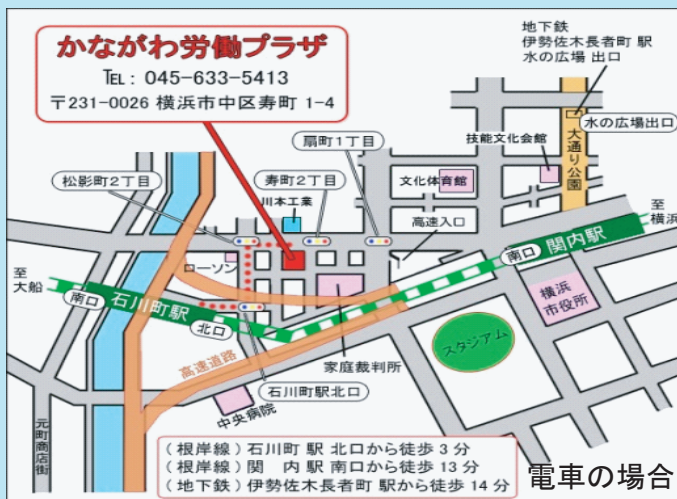 かながわ労働プラザ
TEL : 045-633-5413
〒231-0026 横浜市中区寿町 1-4
地下鉄
伊勢佐木長者町 駅
水の広場 出口
水の広場出口
大通り公園
技能文化会館
扇町1丁目
松影町2丁目
寿町2丁目
川本工業
文化体育館
高速入口
至
横浜
関内駅
南口
ローソン
至
大船
南口
石川町駅
北口
横浜
市役所
スタジアム
家庭裁判所
高速道路
石川町駅北口
中央病院
元町商店街
(根岸線) 石川町 駅 北口から徒歩 3 分
(根岸線) 関 内 駅 南口から徒歩 13 分
(地下鉄) 伊勢佐木長者町 駅から徒歩 14 分
電車の場合